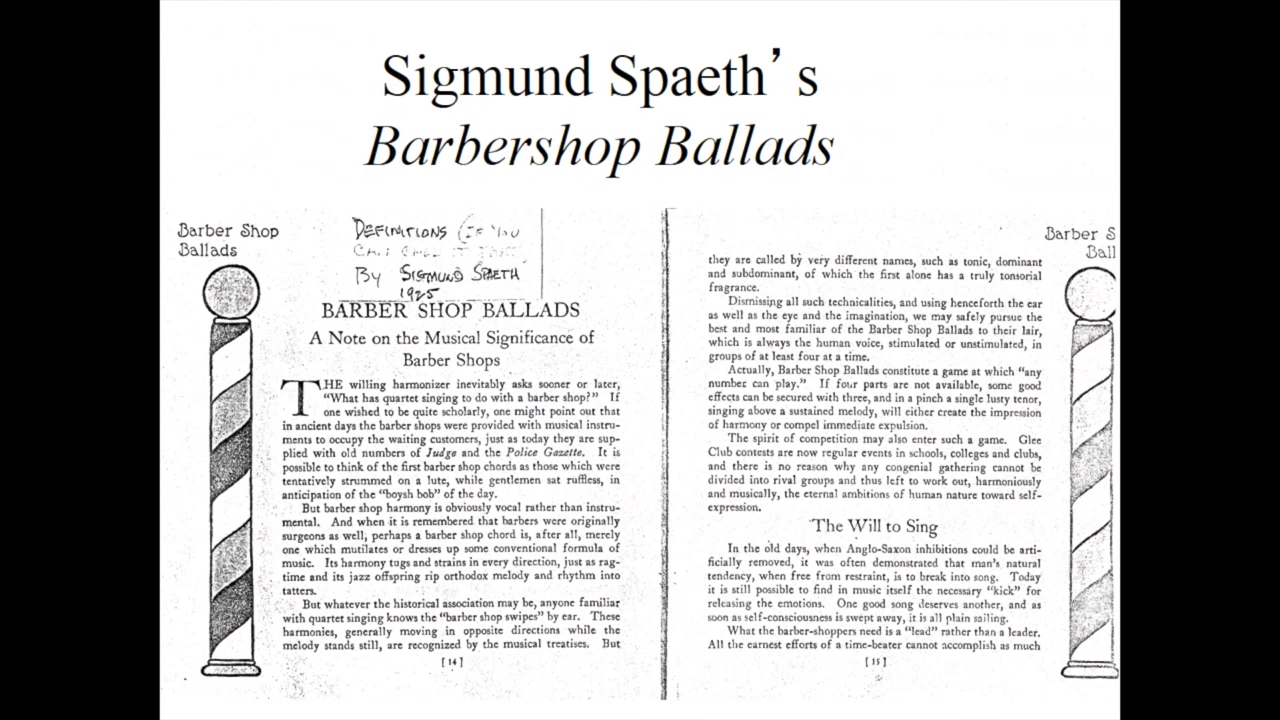 Sigmund Spaeth’s
Barbershop Ballads
Barber Shop
Ballads
DEFINITIONS (IF YOU
BY SIGMUND SPAETH
1925
BARBER SHOP BALLADS
A Note on the Musical Significance of
Barber Shops
THE willing harmonizer inevitably asks sooner or later,
“What has quartet singing to do with a barber shop?” If
one wished to be quite scholarly, one might point out that
in ancient days the barber shops were provided with musical instru-
ments to occupy the waiting customers, just as today they are sup-
plied with old numbers of Judge and the Police Gazette. It is
possible to think of the first barber shop chords as those which were
tentatively strummed on a lute, while gentlemen sat ruffless, in
anticipation of the “boysh bob” of the day.
But barber shop harmony is obviously vocal rather than instru-
mental. And when it is remembered that barbers were originally
surgeons as well, perhaps a barber shop chord is, after all, merely
one which mutilates or dresses up some conventional formula of
music. Its harmony tugs and strains in every direction, just as rag-
time and its jazz offspring rip orthodox melody and rhythm into
tatters.
But whatever the historical association may be, anyone familiar
with quartet singing knows the “barber shop swipes” by ear. These
harmonies, generally moving in opposite directions while the
melody stands still, are recognized by the musical treatises. But
[14]
Barber S
Ball
they are called by very different names, such as tonic, dominant
and subdominant, of which the first alone has a truly tonsorial
fragrance.
Dismissing all such technicalities, and using henceforth the ear
as well as the eye and the imagination, we may safely pursue the
best and most familiar of the Barber Shop Ballads to their lair,
which is always the human voice, stimulated or unstimulated, in
groups of at least four at a time.
Actually, Barber Shop Ballads constitute a game at which “any
number can play.” If four parts are not available, some good
effects can be secured with three, and in a pinch a single lusty tenor,
singing above a sustained melody, will either create the impression
of harmony or compel immediate expulsion.
The spirit of competition may also enter such a game. Glee
Club contests are now regular events in schools, colleges and clubs,
and there is no reason why any congenial gathering cannot be
divided into rival groups and thus left to work out, harmoniously
and musically, the eternal ambitions of human nature toward self-
expression.
The Will to Sing
In the old days, when Anglo-Saxon inhibitions could be arti-
ficially removed, it was often demonstrated that man’s natural
tendency, when free from restraint, is to break into song. Today
it is still possible to find in music itself the necessary “kick” for
releasing the emotions. One good song deserves another, and as
soon as self-consciousness is swept away, it is all plain sailing.
What the barber-shoppers need is a “lead” rather than a leader.
All the earnest efforts of a time-beater cannot accomplish as much
[15]